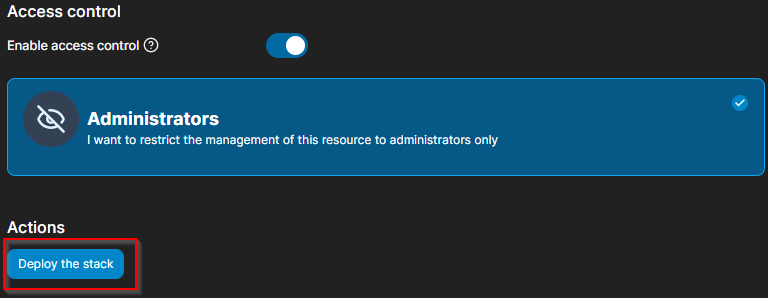 Access control
Enable access control
Administrators
I want to restrict the management of this resource to administrators only
Actions
Deploy the stack